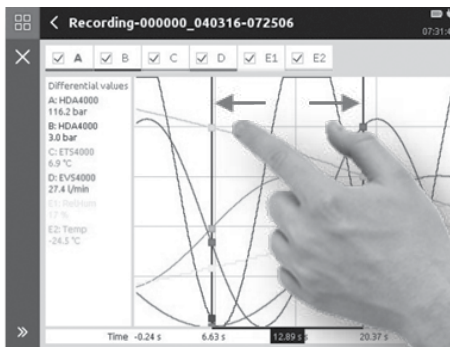 Recording-000000_040316-072506
07:31:4
A B C D E1 E2
Differential values
A: HDA4000
116.2 bar
B: HDA4000
3.0 bar
C: ETS4000
6.9 °C
D: EVS4000
27.4 l/min
E1: RelHum
17 %
E2: Temp
-24.5 °C
Time -0.24 s 6.63 s 12.89 s 20.37 s